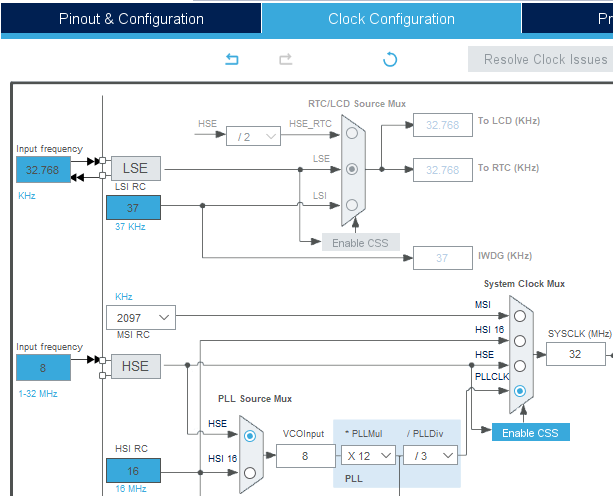 Pinout & Configuration
Clock Configuration
Pr
Resolve Clock Issues
RTC/LCD Source Mux
HSE
/ 2
HSE_RTC
32.768
To LCD (KHz)
Input frequency
32.768
KHz
LSE
LSE
32.768
To RTC (KHz)
LSI RC
37
37 KHz
LSI
Enable CSS
37
IWDG (KHz)
System Clock Mux
KHz
2097
MSI RC
MSI
HSI 16
SYSCLK (MHz)
32
Input frequency
8
1-32 MHz
HSE
HSE
PLLCLK
Enable CSS
PLL Source Mux
HSE
HSI 16
VCOInput
8
* PLLMul
X 12
/ PLLDiv
/ 3
PLL
HSI RC
16
16 MHz